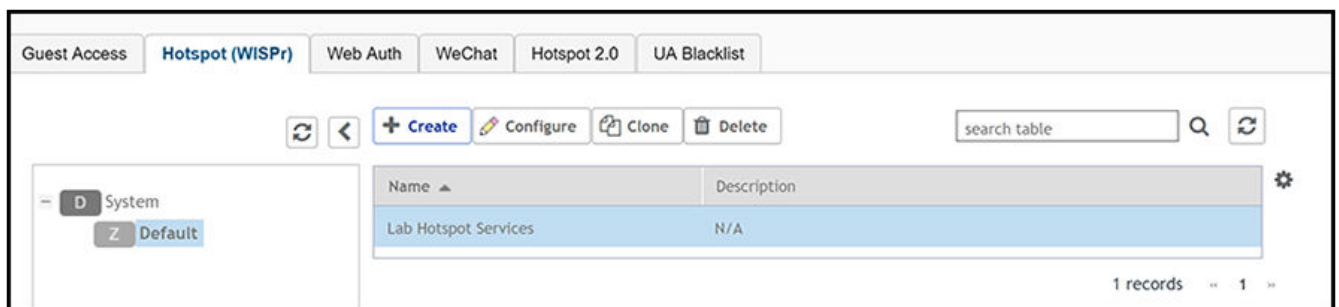 Guest Access Hotspot (WISPr) Web Auth WeChat Hotspot 2.0 UA Blacklist
Create Configure Clone Delete search table
D System
Z Default
Name Description
Lab Hotspot Services N/A
1 records « 1 »